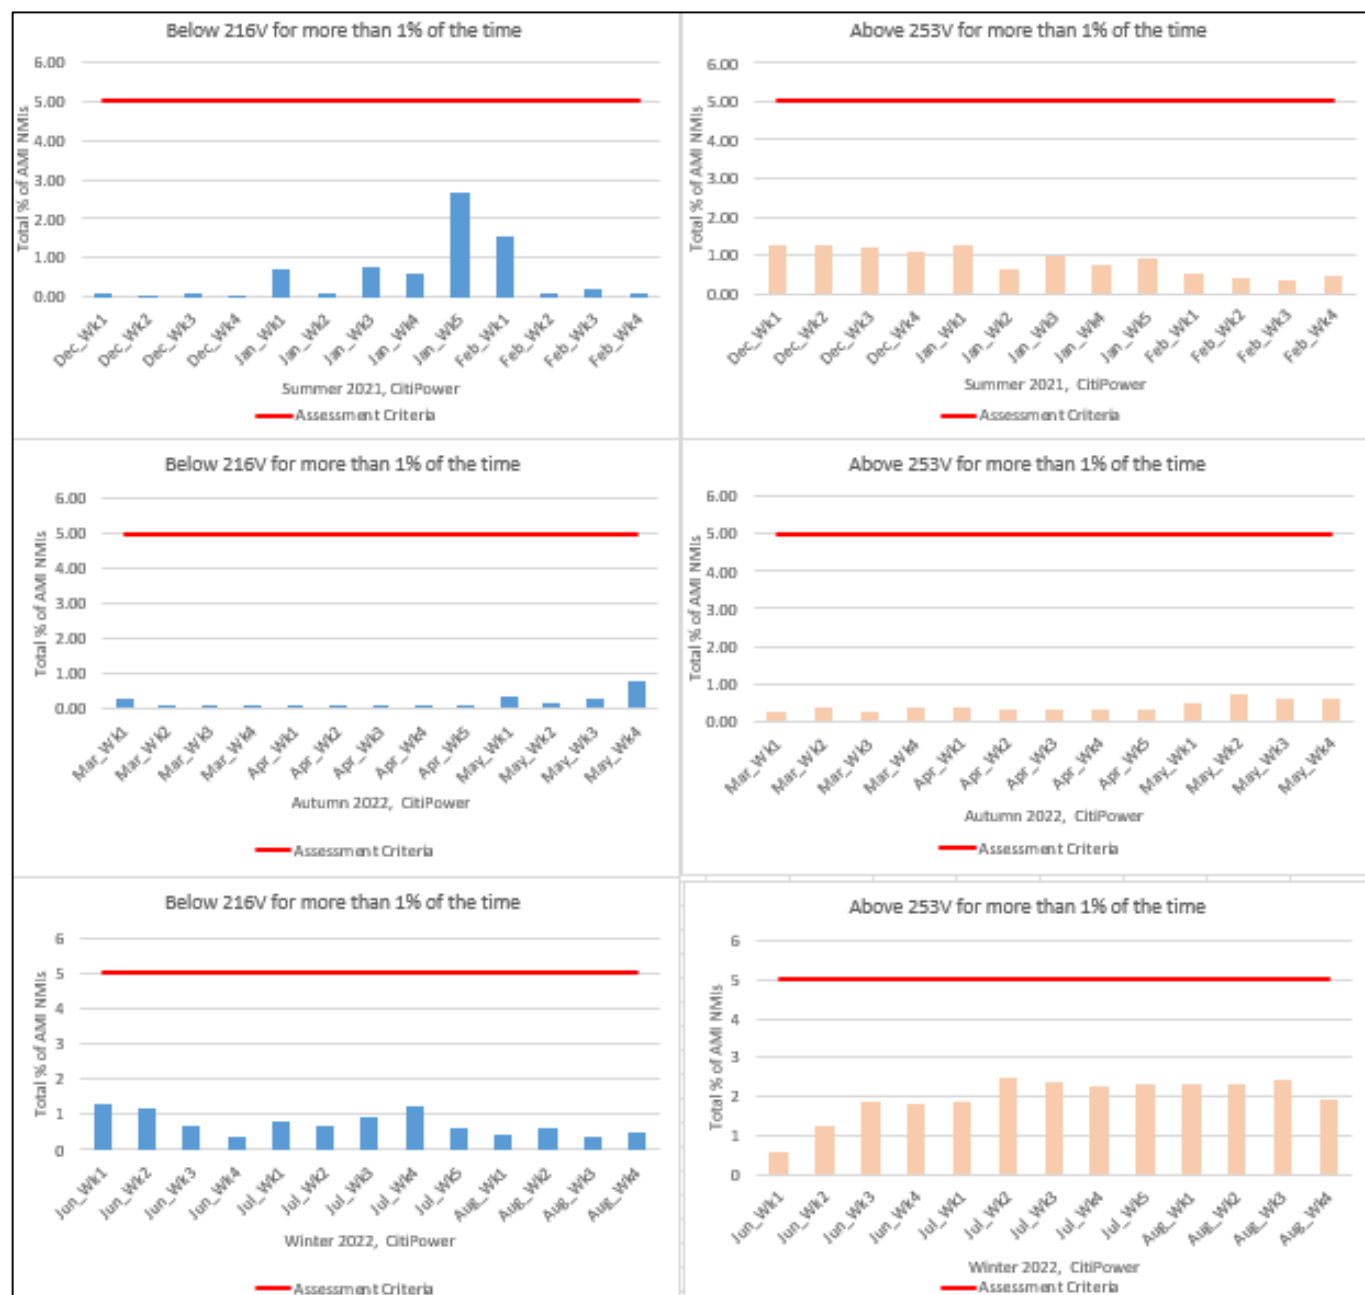 Below 216V for more than 1% of the time
6.00
5.00
4.00
3.00
2.00
1.00
0.00
Total % of AMI NMIs
Dec_Wk1
Dec_Wk2
Dec_Wk3
Dec_Wk4
Jan_Wk1
Jan_Wk2
Jan_Wk3
Jan_Wk4
Jan_Wk5
Feb_Wk1
Feb_Wk2
Feb_Wk3
Feb_Wk4
Summer 2021, CitiPower
Assessment Criteria
Above 253V for more than 1% of the time
6.00
5.00
4.00
3.00
2.00
1.00
0.00
Total % of AMI NMIs
Dec_Wk1
Dec_Wk2
Dec_Wk3
Dec_Wk4
Jan_Wk1
Jan_Wk2
Jan_Wk3
Jan_Wk4
Jan_Wk5
Feb_Wk1
Feb_Wk2
Feb_Wk3
Feb_Wk4
Summer 2021, CitiPower
Assessment Criteria
Below 216V for more than 1% of the time
6.00
5.00
4.00
3.00
2.00
1.00
0.00
Total % of AMI NMIs
Mar_Wk1
Mar_Wk2
Mar_Wk3
Mar_Wk4
Apr_Wk1
Apr_Wk2
Apr_Wk3
Apr_Wk4
Apr_Wk5
May_Wk1
May_Wk2
May_Wk3
May_Wk4
Autumn 2022, CitiPower
Assessment Criteria
Above 253V for more than 1% of the time
6.00
5.00
4.00
3.00
2.00
1.00
0.00
Total % of AMI NMIs
Mar_Wk1
Mar_Wk2
Mar_Wk3
Mar_Wk4
Apr_Wk1
Apr_Wk2
Apr_Wk3
Apr_Wk4
Apr_Wk5
May_Wk1
May_Wk2
May_Wk3
May_Wk4
Autumn 2022, CitiPower
Assessment Criteria
Below 216V for more than 1% of the time
6
5
4
3
2
1
0
Total % of AMI NMIs
Jun_Wk1
Jun_Wk2
Jun_Wk3
Jun_Wk4
Jul_Wk1
Jul_Wk2
Jul_Wk3
Jul_Wk4
Jul_Wk5
Aug_Wk1
Aug_Wk2
Aug_Wk3
Aug_Wk4
Winter 2022, CitiPower
Assessment Criteria
Above 253V for more than 1% of the time
6
5
4
3
2
1
0
Total % of AMI NMIs
Jun_Wk1
Jun_Wk2
Jun_Wk3
Jun_Wk4
Jul_Wk1
Jul_Wk2
Jul_Wk3
Jul_Wk4
Jul_Wk5
Aug_Wk1
Aug_Wk2
Aug_Wk3
Aug_Wk4
Winter 2022, CitiPower
Assessment Criteria